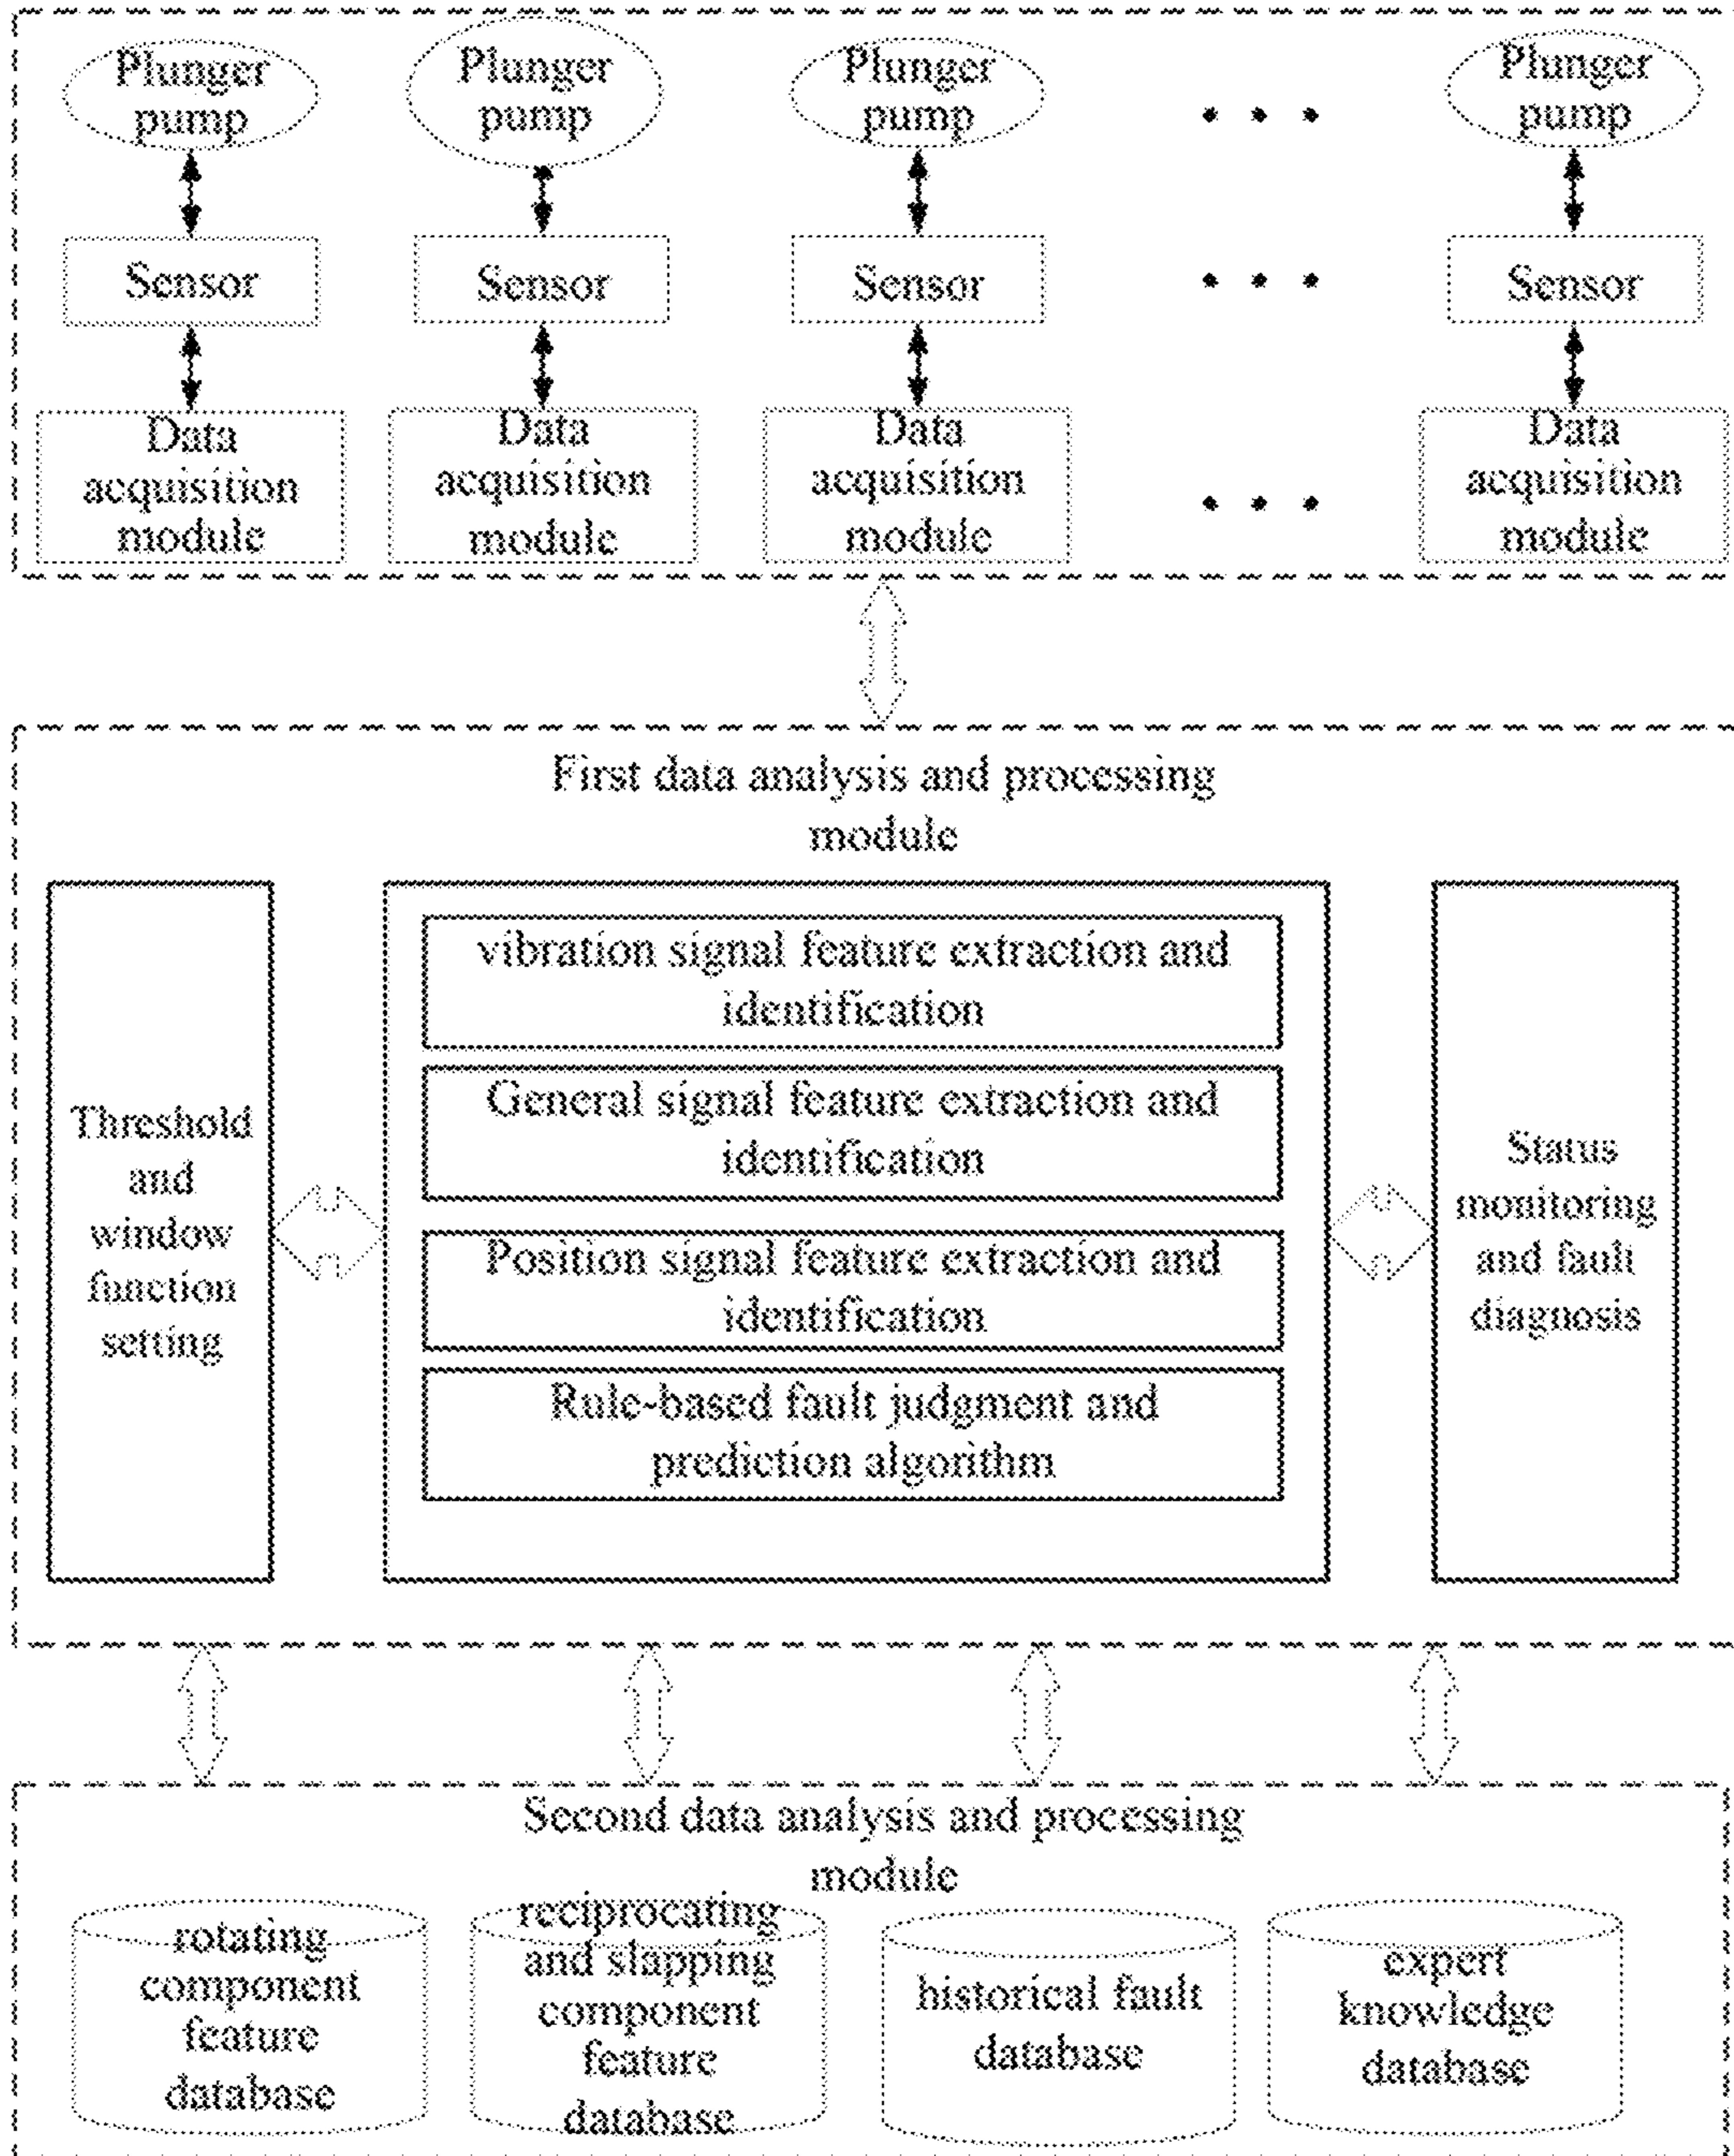 Plunger
pump
Plunger
pump
Plunger
pump
Plunger
pump
Sensor
Sensor
Sensor
Sensor
Data
acquisition
module
Data
acquisition
module
Data
acquisition
module
Data
acquisition
module
First data analysis and processing
module
Threshold
and
window
function
setting
vibration signal feature extraction and
identification
General signal feature extraction and
identification
Position signal feature extraction and
identification
Rule-based fault judgment and
prediction algorithm
Status
monitoring
and fault
diagnosis
Second data analysis and processing
module
rotating
component
feature
database
reciprocating
and slapping
component
feature
database
historical fault
database
expert
knowledge
database